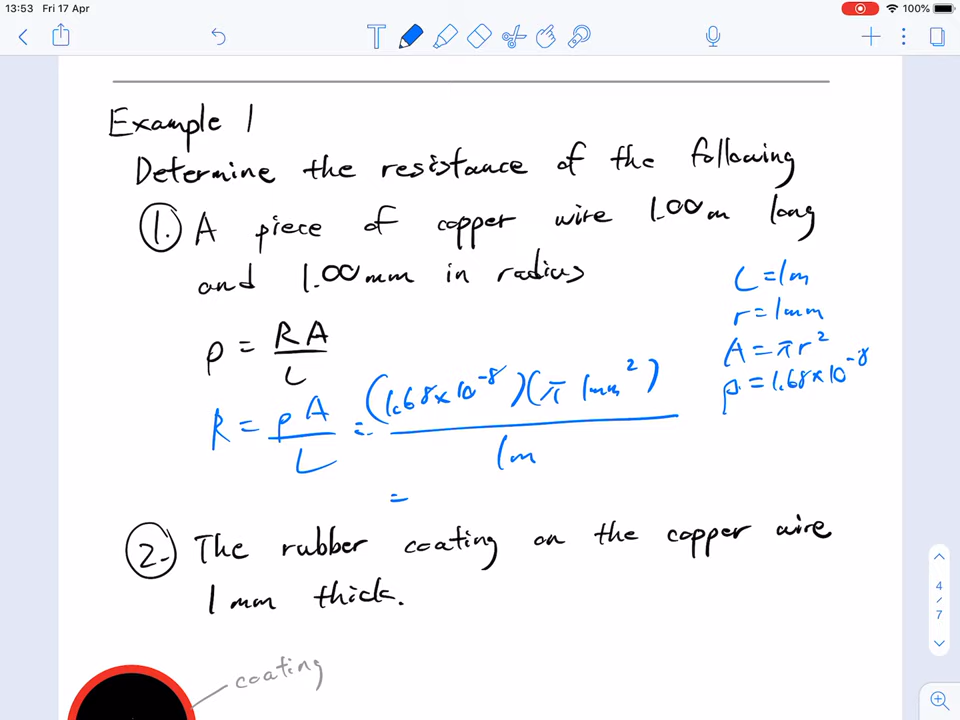 13:53 Fri 17 Apr 100%
Example 1
Determine the resistance of the following
1. A piece of copper wire 1.00m long
and 1.00mm in radius
L = 1m
r = 1mm
A = πr²
ρ = 1.68×10⁻⁸
ρ = RA / L
R = ρA / L = (1.68×10⁻⁸)(π 1mm²) / 1m
=
2. The rubber coating on the copper wire
1 mm thick.
coating
4 / 7